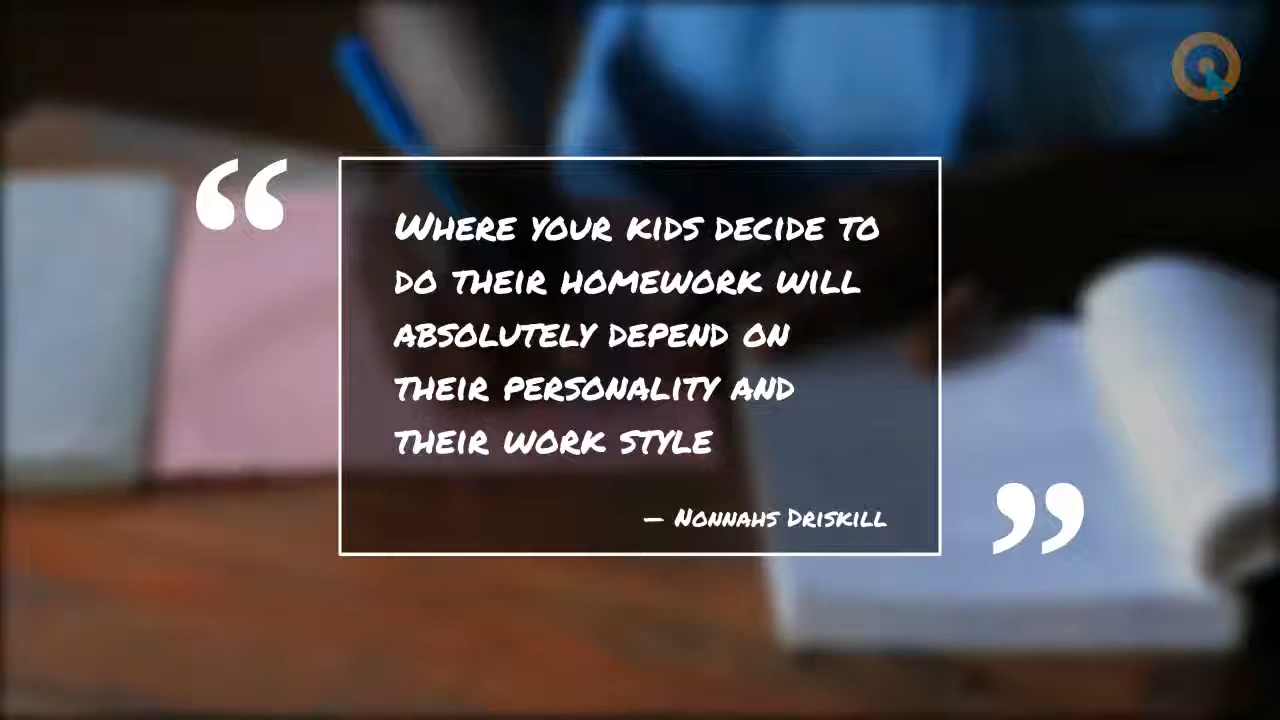 “
Where your kids decide to
do their homework will
absolutely depend on
their personality and
their work style
— Nonnahs Driskill
”